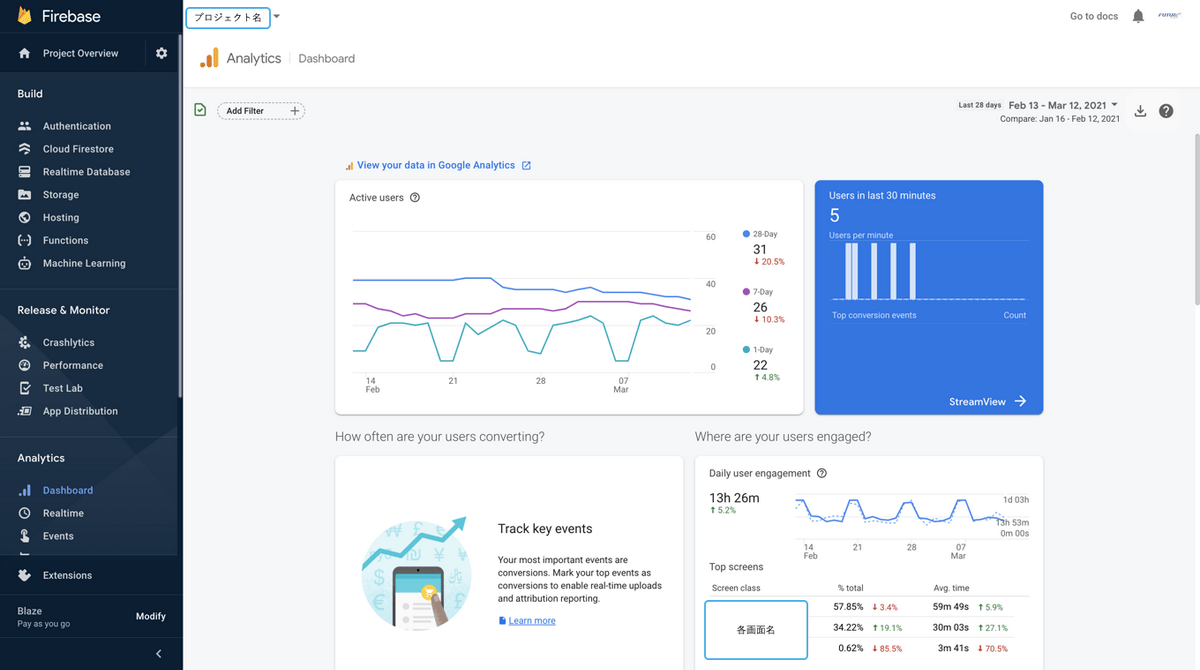 Firebase
プロジェクト名
Go to docs
Project Overview
Analytics
Dashboard
Build
Authentication
Cloud Firestore
Realtime Database
Storage
Hosting
Functions
Machine Learning
Release & Monitor
Crashlytics
Performance
Test Lab
App Distribution
Analytics
Dashboard
Realtime
Events
Extensions
Blaze
Pay as you go
Modify
Add Filter
Last 28 days Feb 13 - Mar 12, 2021
Compare: Jan 16 - Feb 12, 2021
View your data in Google Analytics
Active users
60
40
20
0
14
Feb
21
28
07
Mar
28-Day
31
20.5%
7-Day
26
10.3%
1-Day
22
4.8%
Users in last 30 minutes
5
Users per minute
Top conversion events Count
StreamView
How often are your users converting?
Track key events
Your most important events are
conversions. Mark your top events as
conversions to enable real-time uploads
and attribution reporting.
Learn more
Where are your users engaged?
Daily user engagement
13h 26m
5.2%
1d 03h
13h 53m
0m 00s
14
Feb
21
28
07
Mar
Top screens
Screen class % total Avg. time
各画面名
57.85% 3.4% 59m 49s 5.9%
34.22% 19.1% 30m 03s 27.1%
0.62% 85.5% 3m 41s 70.5%